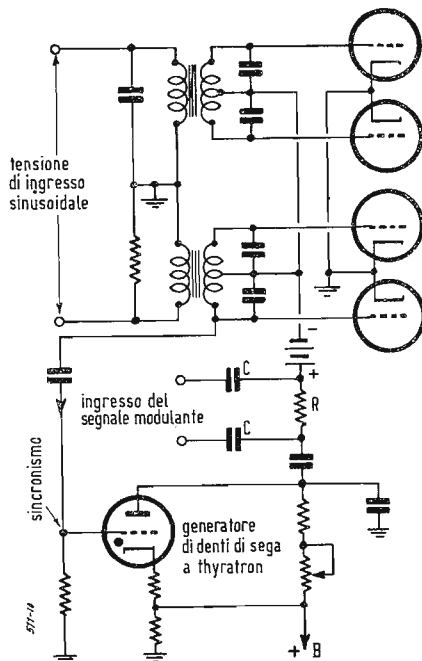 tensione
di ingresso
sinusoidale
-
+
C
ingresso del
segnale modulante
R
C
sincronismo
generatore
di denti di sega
a thyratron
+ B
571-10